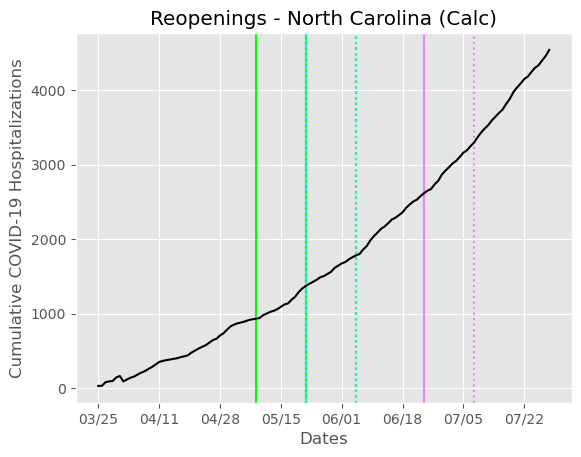 Reopenings - North Carolina (Calc)
Cumulative COVID-19 Hospitalizations
4000
3000
2000
1000
0
03/25 04/11 04/28 05/15 06/01 06/18 07/05 07/22
Dates